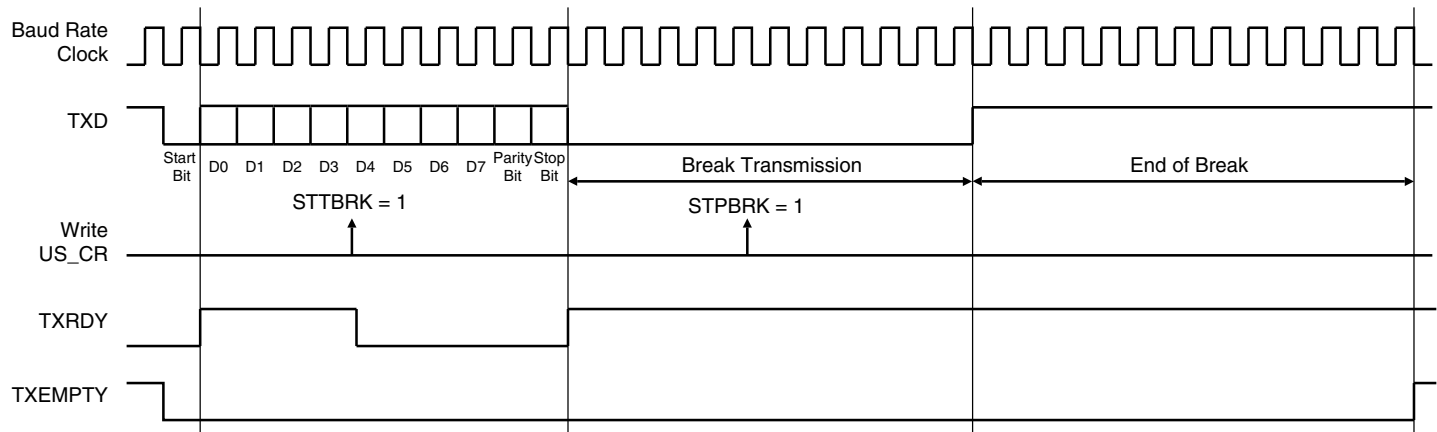 Baud Rate
Clock
TXD
Start
Bit
D0 D1 D2 D3 D4 D5 D6 D7
Parity
Bit
Stop
Bit
Break Transmission
End of Break
STTBRK = 1
STPBRK = 1
Write
US_CR
TXRDY
TXEMPTY